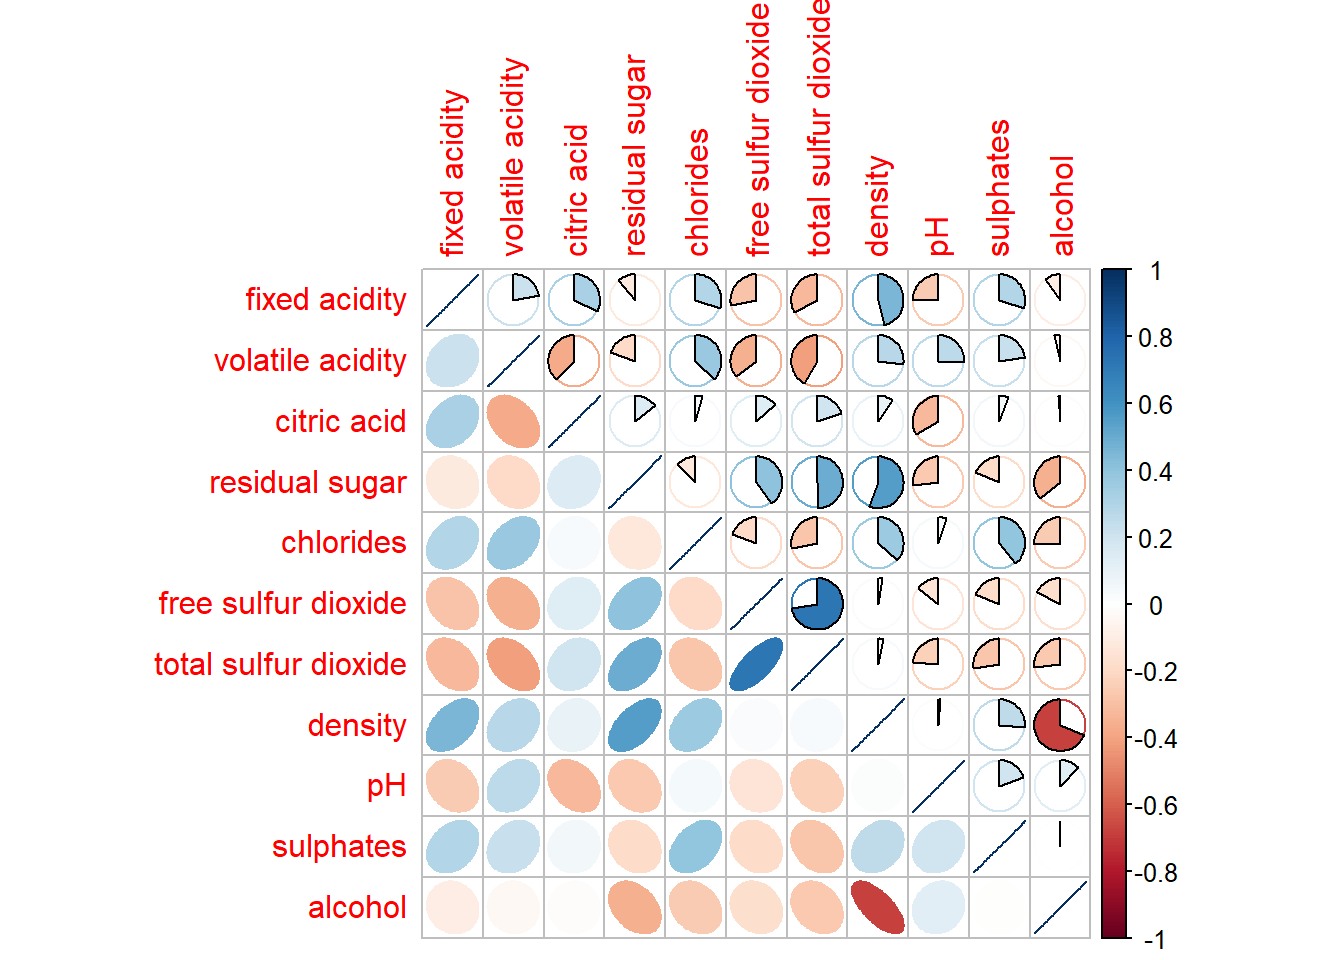 fixed acidity
volatile acidity
citric acid
residual sugar
chlorides
free sulfur dioxide
total sulfur dioxide
density
pH
sulphates
alcohol
fixed acidity
volatile acidity
citric acid
residual sugar
chlorides
free sulfur dioxide
total sulfur dioxide
density
pH
sulphates
alcohol
1
0.8
0.6
0.4
0.2
0
-0.2
-0.4
-0.6
-0.8
-1